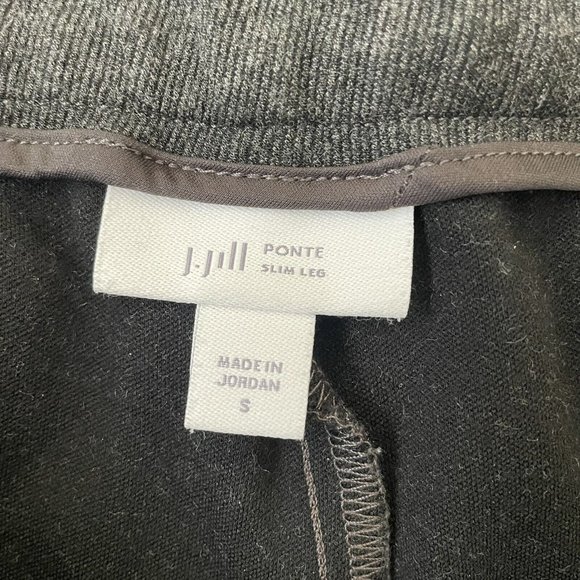 J.Jill PONTE
SLIM LEG
MADE IN
JORDAN
S